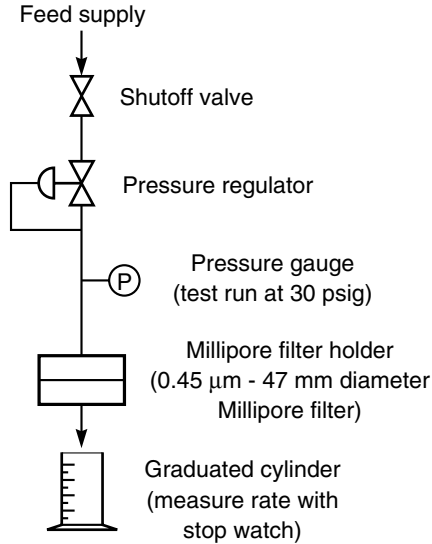 Feed supply
Shutoff valve
Pressure regulator
Pressure gauge
P
(test run at 30 psig)
Millipore filter holder
(0.45 μm - 47 mm diameter
Millipore filter)
Graduated cylinder
(measure rate with
stop watch)